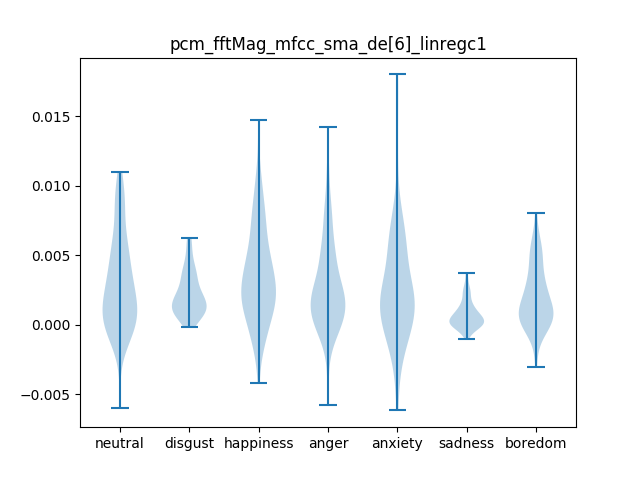 pcm_fftMag_mfcc_sma_de[6]_linregc1
0.015
0.010
0.005
0.000
−0.005
neutral disgust happiness anger anxiety sadness boredom